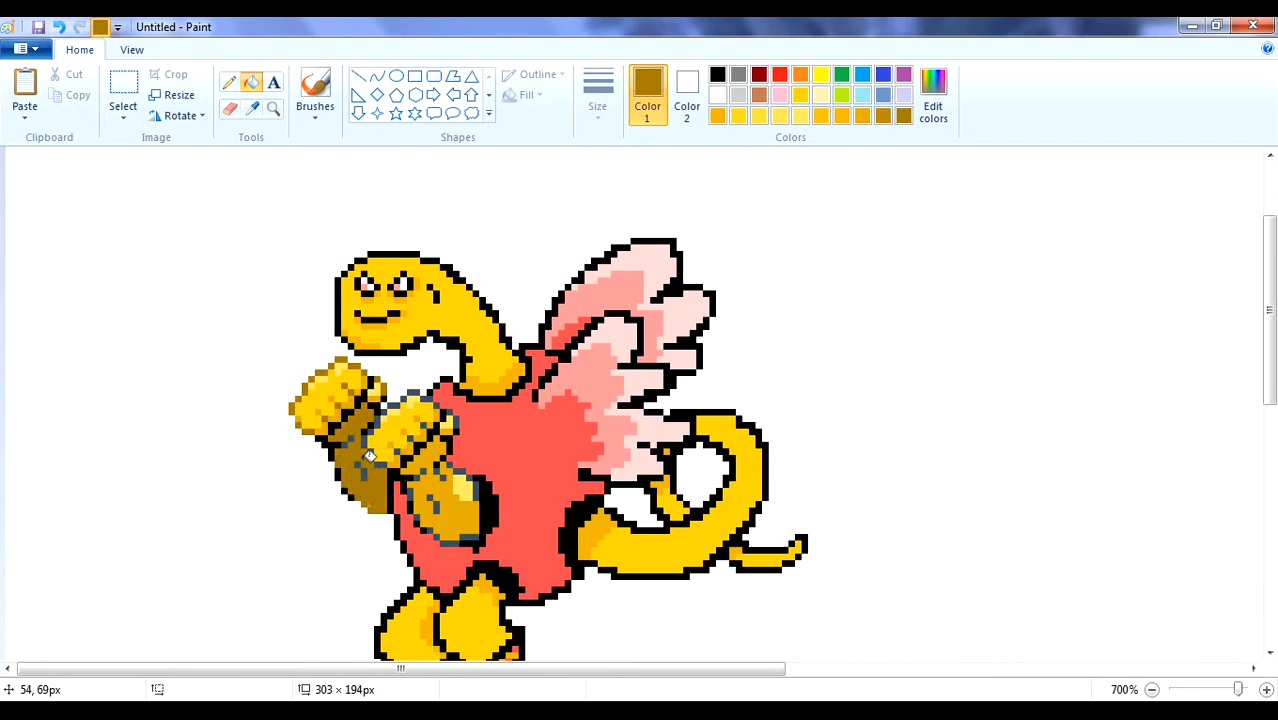 Untitled - Paint
Home View
Paste
Cut
Copy
Clipboard
Select
Crop
Resize
Rotate
Image
A
Tools
Brushes
Outline
Fill
Shapes
Size
Color 1
Color 2
Edit colors
Colors
54, 69px
303 × 194px
700%